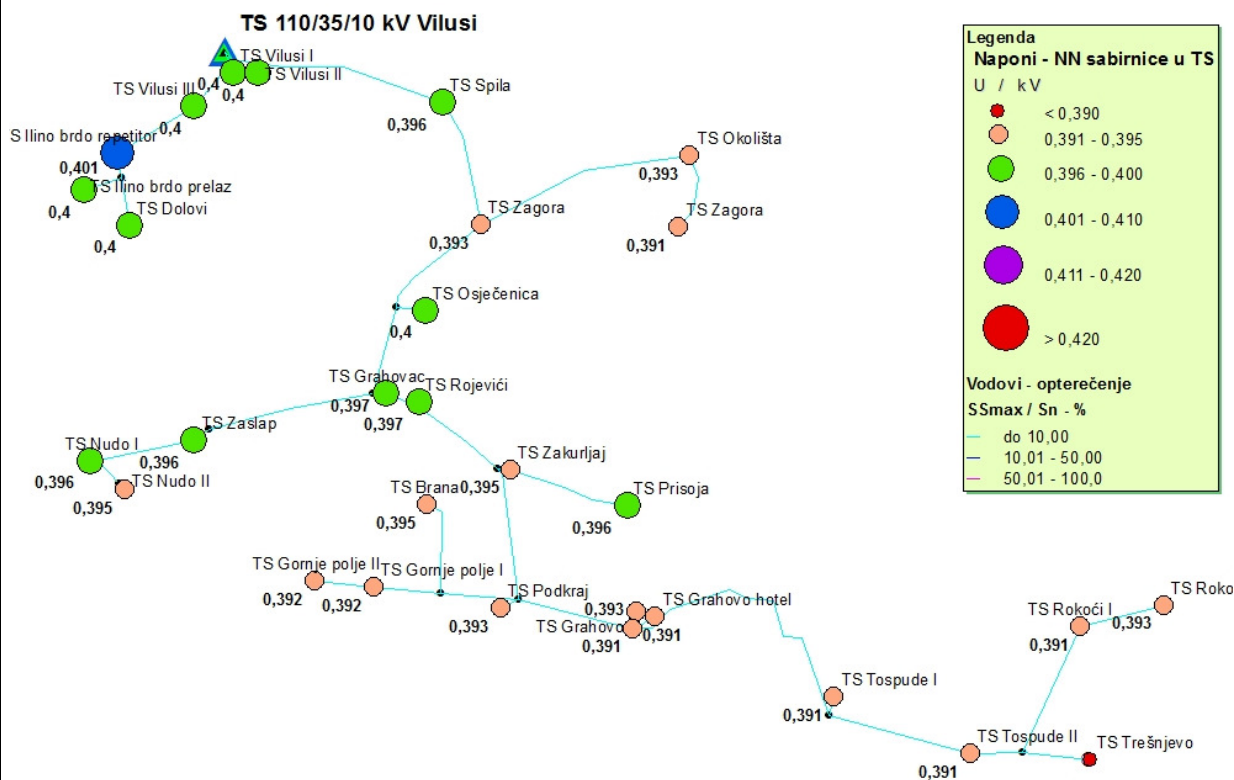 TS 110/35/10 kV Vilusi
TS Vilusi I
TS Vilusi II
0,4
0,4
TS Vilusi III
0,4
TS Spila
0,396
S Ilino brdo repetitor
0,401
TS Ilino brdo prelaz
0,4
TS Dolovi
0,4
TS Okolišta
0,393
TS Zagora
0,393
TS Zagora
0,391
TS Osječenica
0,4
TS Grahovac
0,397
TS Rojevići
0,397
TS Zaslap
0,396
TS Nudo I
0,396
TS Nudo II
0,395
TS Zakurljaj
0,395
TS Brana
0,395
TS Prisoja
0,396
TS Gornje polje II
0,392
TS Gornje polje I
0,392
TS Podkraj
0,393
0,393
TS Grahovo hotel
TS Grahovo
0,391
0,391
TS Roko
TS Rokoći I
0,393
0,391
TS Tospude I
0,391
TS Tospude II
0,391
TS Trešnjevo
Legenda
Naponi - NN sabirnice u TS
U / kV
< 0,390
0,391 - 0,395
0,396 - 0,400
0,401 - 0,410
0,411 - 0,420
> 0,420
Vodovi - opterečenje
SSmax / Sn - %
do 10,00
10,01 - 50,00
50,01 - 100,0